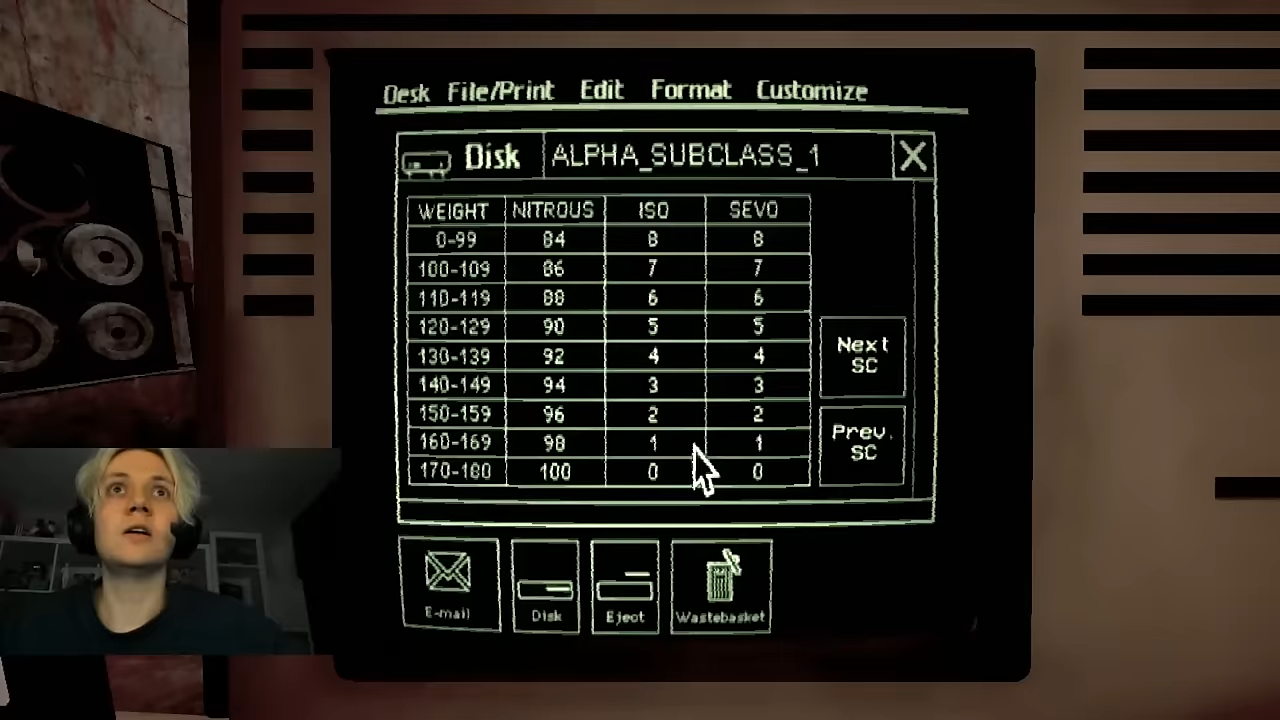 Desk File/Print Edit Format Customize
Disk ALPHA_SUBCLASS_1 X
WEIGHT NITROUS ISO SEVO
0-99 84 8 8
100-109 86 7 7
110-119 88 6 6
120-129 90 5 5
130-139 92 4 4
140-149 94 3 3
150-159 96 2 2
160-169 98 1 1
170-180 100 0 0
Next
SC
Prev.
SC
E-mail Disk Eject Wastebasket